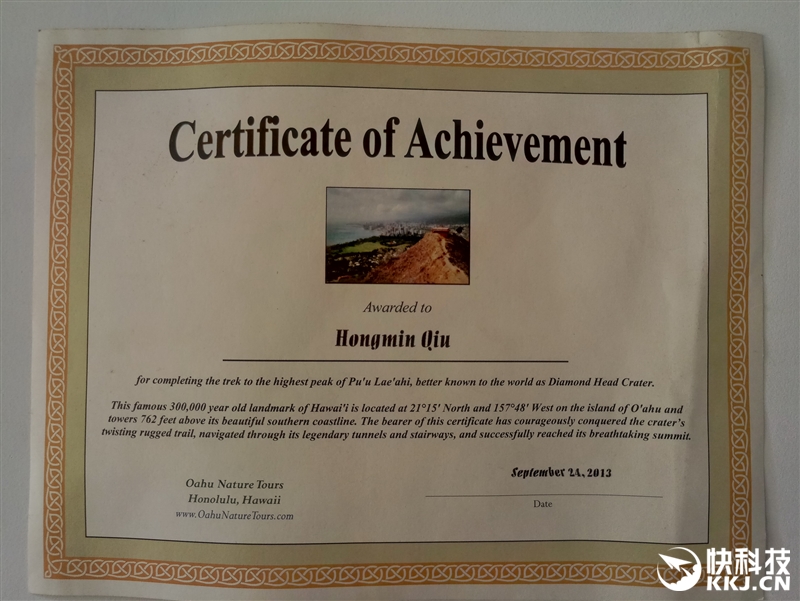 Certificate of Achievement
Awarded to
Hongmin Qiu
for completing the trek to the highest peak of Pu'u Lae'ahi, better known to the world as Diamond Head Crater.
This famous 300,000 year old landmark of Hawai'i is located at 21°15' North and 157°48' West on the island of O'ahu and
towers 762 feet above its beautiful southern coastline. The bearer of this certificate has courageously conquered the crater's
twisting rugged trail, navigated through its legendary tunnels and stairways, and successfully reached its breathtaking summit.
Oahu Nature Tours
Honolulu, Hawaii
www.OahuNatureTours.com
September 24, 2013
Date
快科技
KKJ.CN